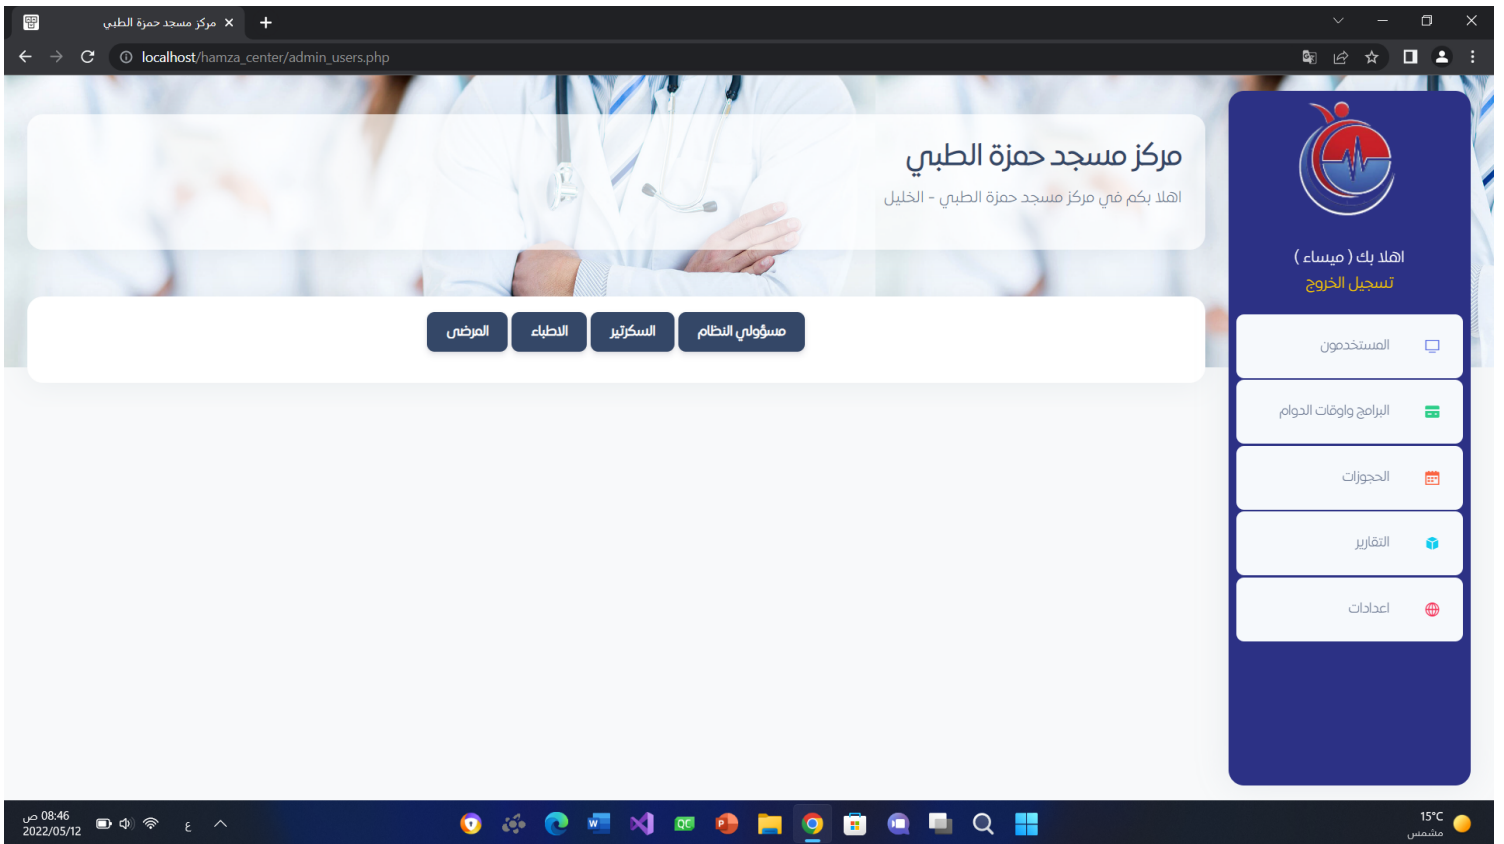 مركز مسجد حمزة الطبي
localhost/hamza_center/admin_users.php
مركز مسجد حمزة الطبي
اهلا بكم في مركز مسجد حمزة الطبي - الخليل
اهلا بك ( ميساء )
تسجيل الخروج
المستخدمون
البرامج واوقات الدوام
الحجوزات
التقارير
اعدادات
مسؤولي النظام
السكرتير
الاطباء
المرضى
15°C
مشمس
W
QC
P
ع
08:46 ص
2022/05/12